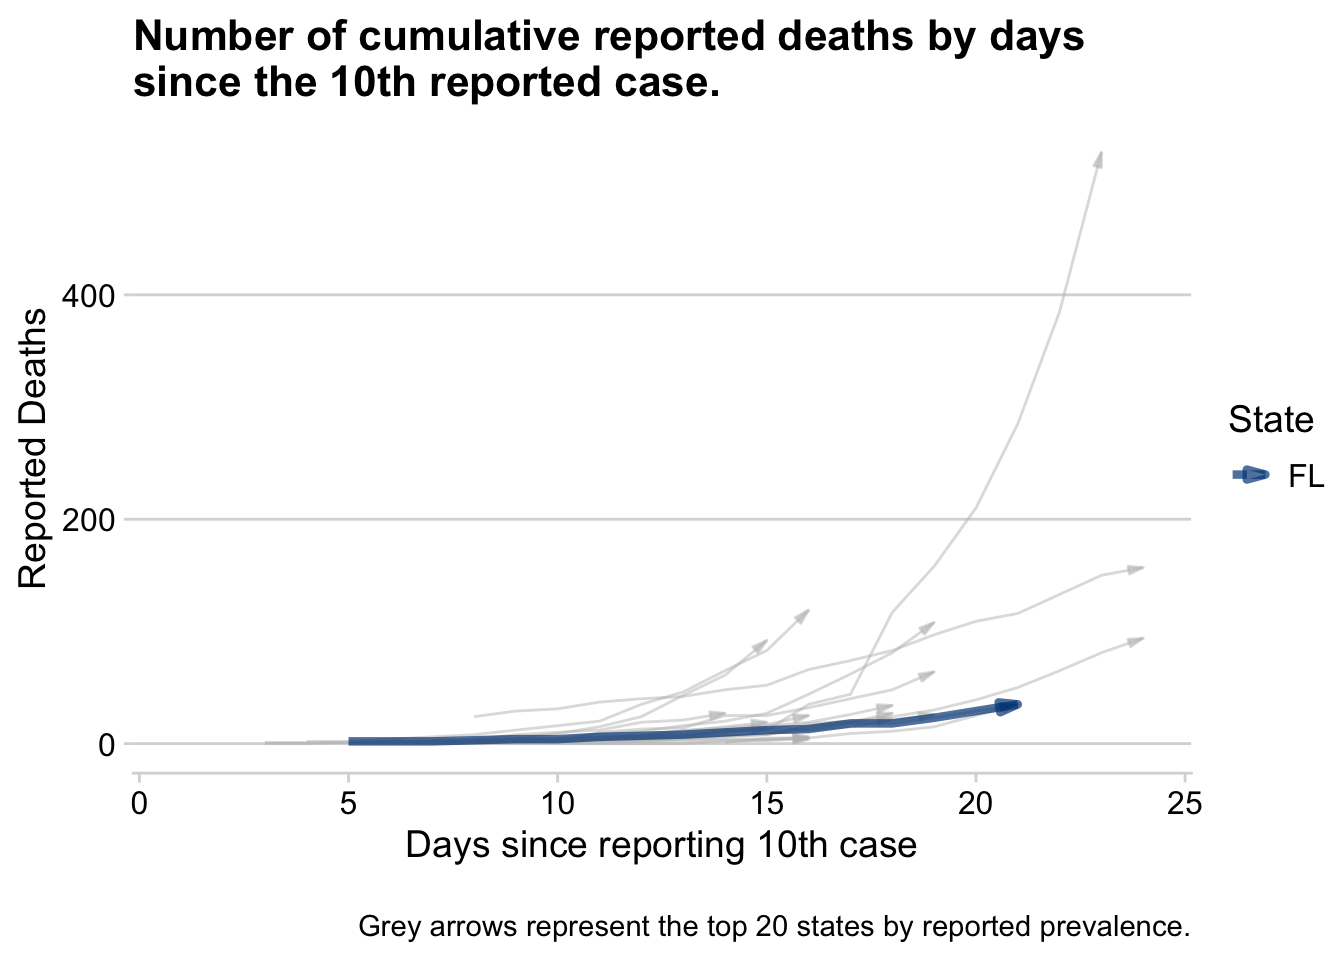 Number of cumulative reported deaths by days
since the 10th reported case.
Reported Deaths
400
200
0
0 5 10 15 20 25
Days since reporting 10th case
State
FL
Grey arrows represent the top 20 states by reported prevalence.